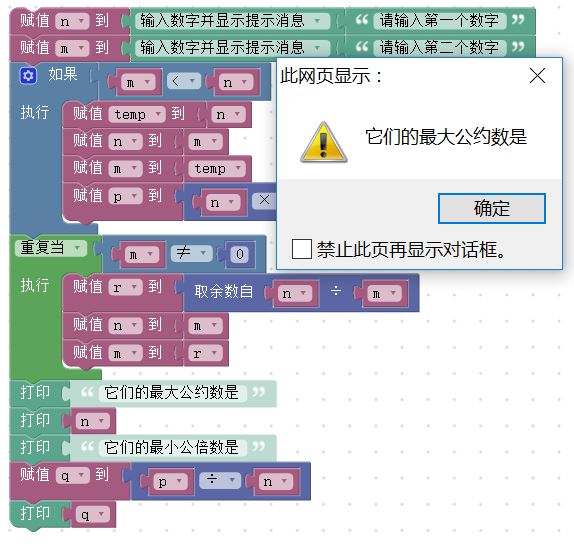 赋值 n 到 输入数字并显示提示消息 “ 请输入第一个数字
赋值 m 到 输入数字并显示提示消息 “ 请输入第二个数字
如果 m < n
执行 赋值 temp 到 n
赋值 n 到 m
赋值 m 到 temp
赋值 p 到 n ×
此网页显示：
它们的最大公约数是
确定
禁止此页再显示对话框。
重复当 m ≠ 0
执行 赋值 r 到 取余数自 n ÷ m
赋值 n 到 m
赋值 m 到 r
打印 “ 它们的最大公约数是 ”
打印 n
打印 “ 它们的最小公倍数是 ”
赋值 q 到 p ÷ n
打印 q